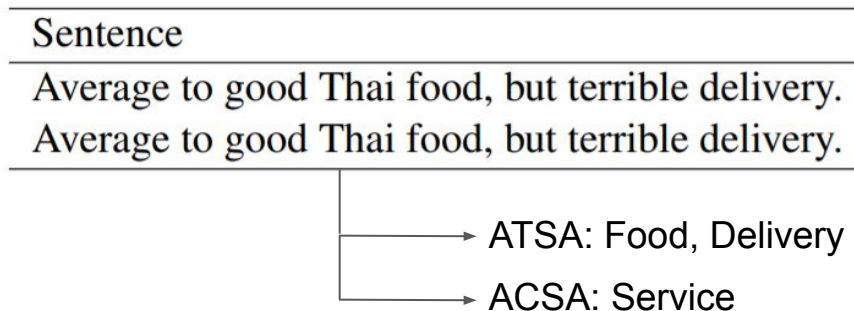 Sentence
Average to good Thai food, but terrible delivery.
Average to good Thai food, but terrible delivery.
ATSA: Food, Delivery
ACSA: Service